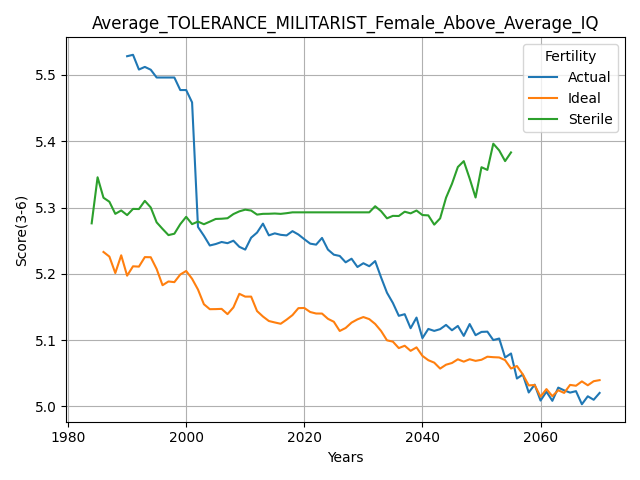 Average_TOLERANCE_MILITARIST_Female_Above_Average_IQ
Fertility
Actual
Ideal
Sterile
Score(3-6)
5.5
5.4
5.3
5.2
5.1
5.0
1980 2000 2020 2040 2060
Years